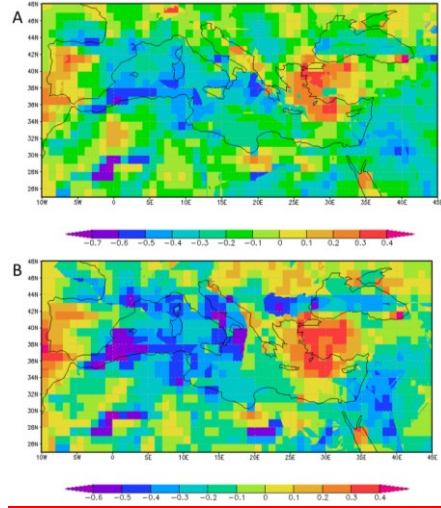 A
48N
46N
44N
42N
40N
38N
36N
34N
32N
30N
28N
26N
10W 5W 0 5E 10E 15E 20E 25E 30E 35E 40E 45E
-0.7 -0.6 -0.5 -0.4 -0.3 -0.2 -0.1 0 0.1 0.2 0.3 0.4
B
48N
46N
44N
42N
40N
38N
36N
34N
32N
30N
28N
26N
10W 5W 0 5E 10E 15E 20E 25E 30E 35E 40E 45E
-0.6 -0.5 -0.4 -0.3 -0.2 -0.1 0 0.1 0.2 0.3 0.4